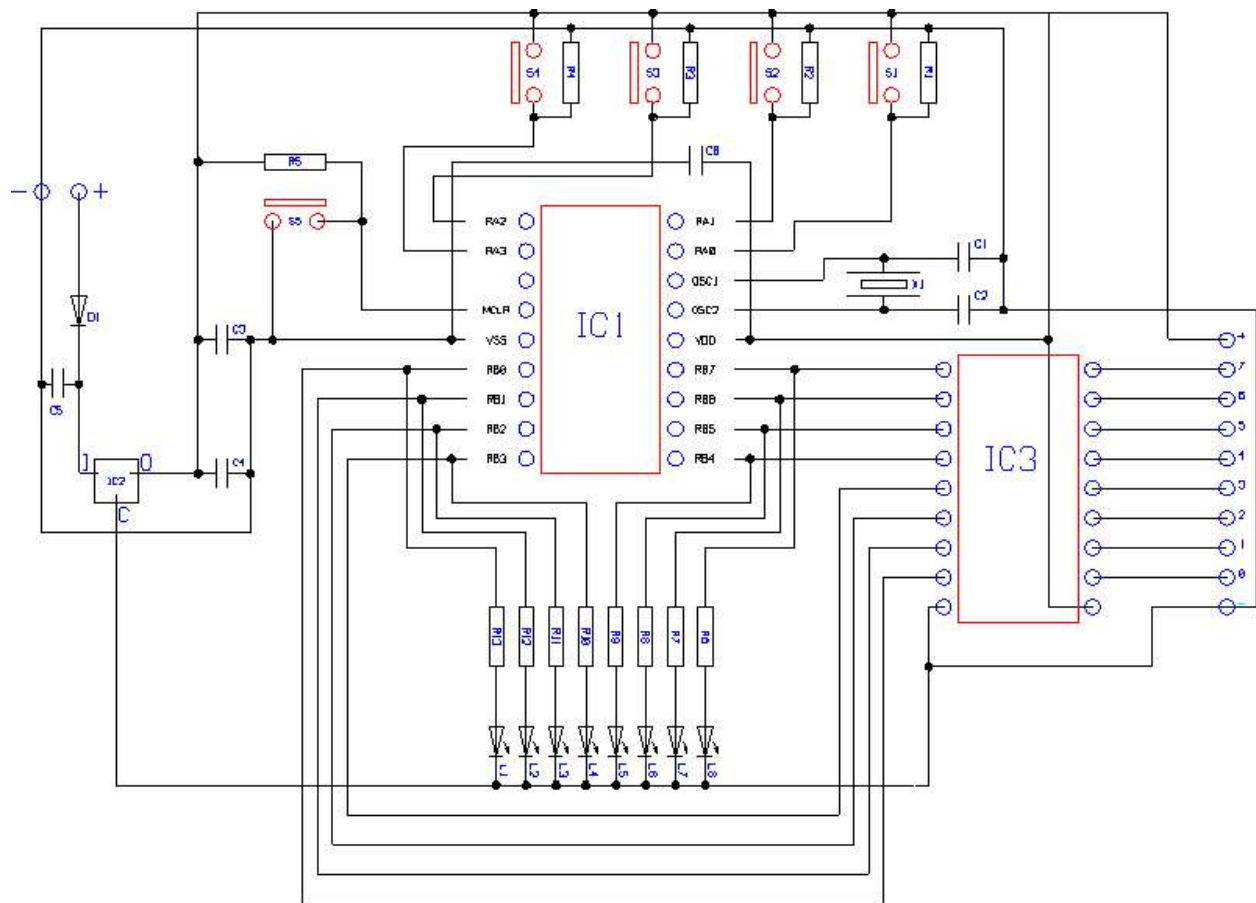 S4 R4 S3 R3 S2 R2 S1 R1
R5
- +
S5
RA2 RA1
RA3 RA0
OSC1 C1
X1
MCLR OSC2 C2
D1
IC1
C3 VSS VDD +
RB0 RB7 7
C5 RB1 6
RB2 RB5 5
I O C4 RB3 RB4 IC3 4
IC2
3
C
2
1
0
-
R13 R12 R11 R10 R9 R8 R7 R6
L1 L2 L3 L4 L5 L6 L7 L8